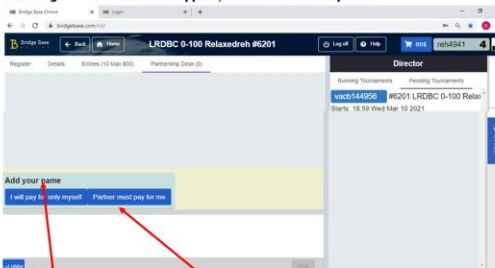 Bridge Base Online
BBO Login
bridgebase.com/v3/
Bridge Base
Back
Home
LRDBC 0-100 Relaxedreh #6201
Log off
Help
BB$
reh4941
4
Register
Details
Entries (10 Max 800)
Partnership Desk (0)
Director
Running Tournaments
Pending Tournaments
vacb144956
#6201 LRDBC 0-100 Relax
Starts: 18:59 Wed Mar 10 2021
Add your name
I will pay for only myself
Partner must pay for me